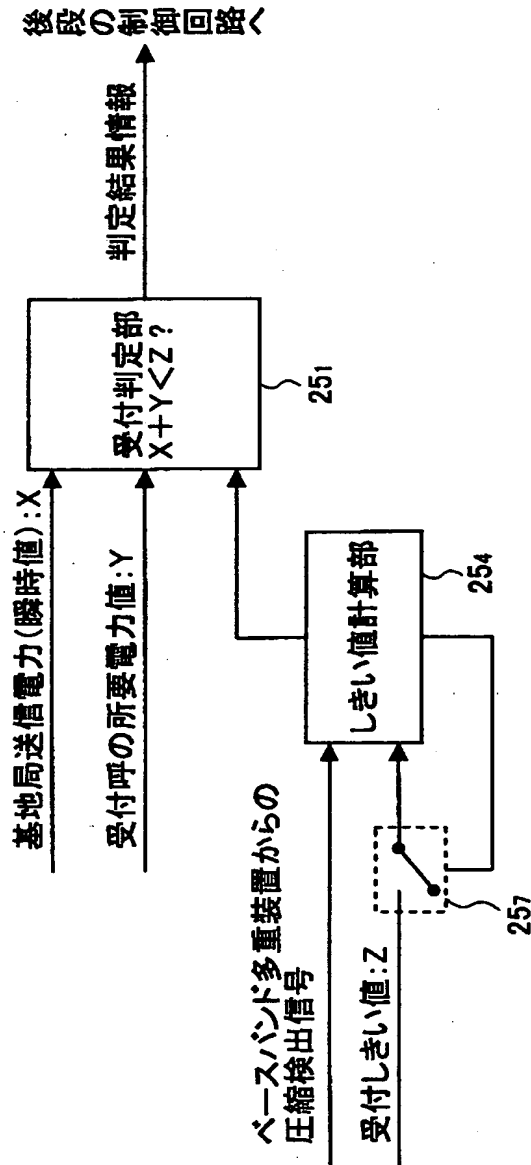 基地局送信電力(瞬時値):X
受付呼の所要電力値:Y
受付判定部
X+Y<Z?
25₁
判定結果情報
後段の制御回路へ
ベースバンド多重装置からの
圧縮検出信号
受付しきい値:Z
25₇
しきい値計算部
25₄